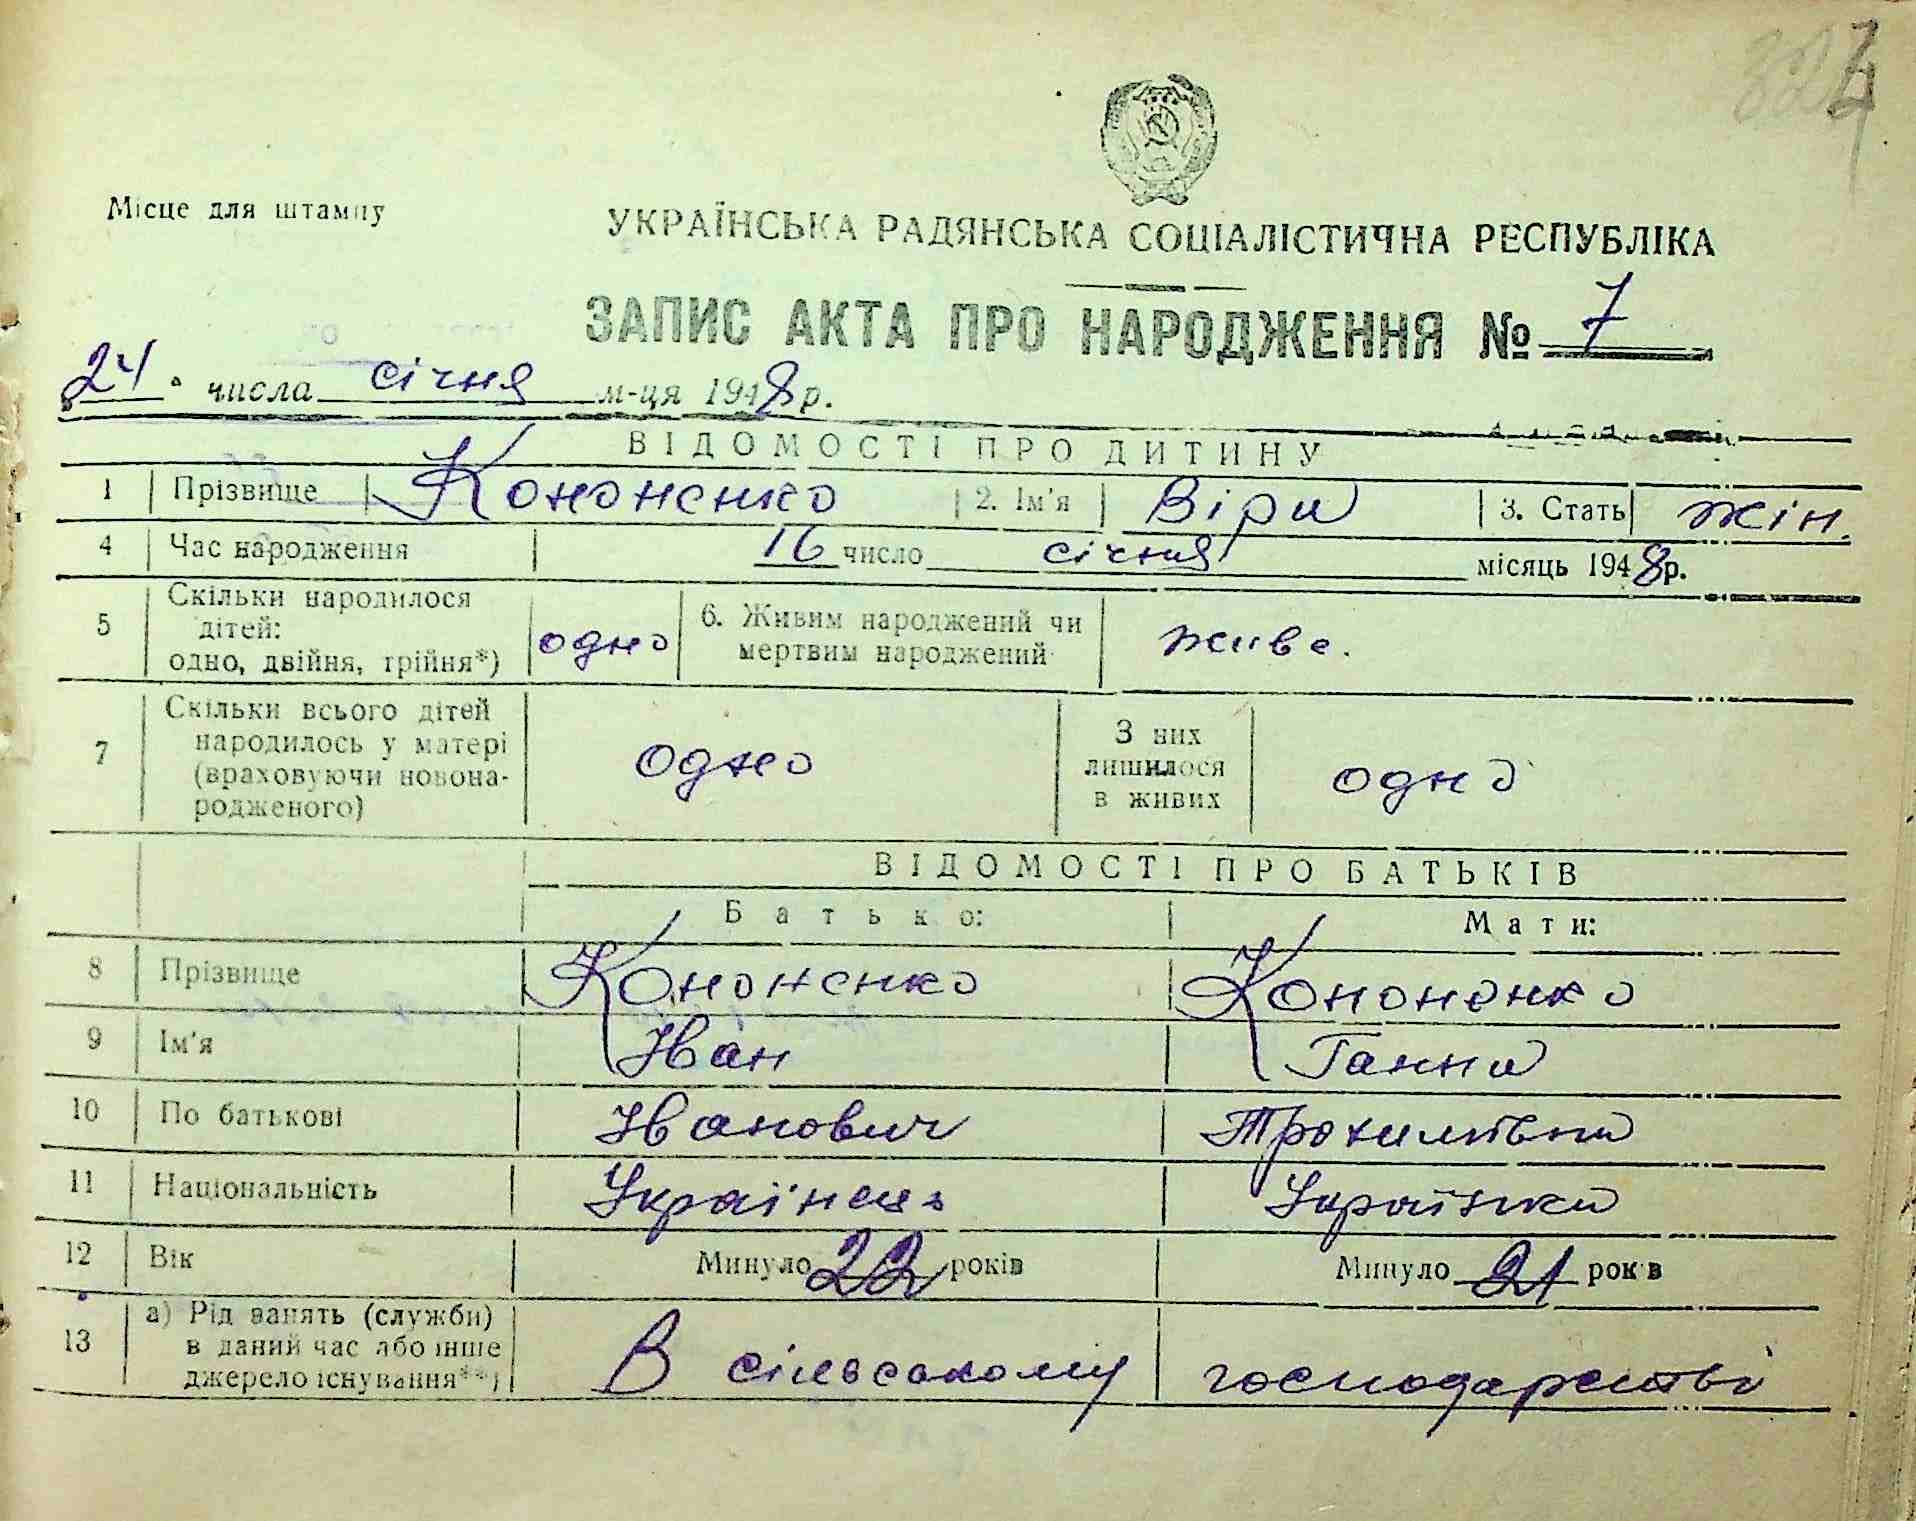 Місце для штампу
УКРАЇНСЬКА РАДЯНСЬКА СОЦІАЛІСТИЧНА РЕСПУБЛІКА
ЗАПИС АКТА ПРО НАРОДЖЕННЯ № 7
24 числа січня м-ця 1948 р.
ВІДОМОСТІ ПРО ДИТИНУ
1 Прізвище Кононенко 2. Ім'я Віра 3. Стать жін.
4 Час народження 16 число січня місяць 1948 р.
5 Скільки народилося дітей: одно, двійня, трійня*) одно 6. Живим народжений чи мертвим народжений живе.
7 Скільки всього дітей народилось у матері (враховуючи новонародженого) одно З них лишилося в живих одно
ВІДОМОСТІ ПРО БАТЬКІВ
Батько: Мати:
8 Прізвище Кононенко Кононенко
9 Ім'я Іван Ганна
10 По батькові Іванович Трохимівна
11 Національність Українець Українка
12 Вік Минуло 22 років Минуло 21 років
13 а) Рід занять (служби) в даний час або інше джерело існування**) В сільському господарстві